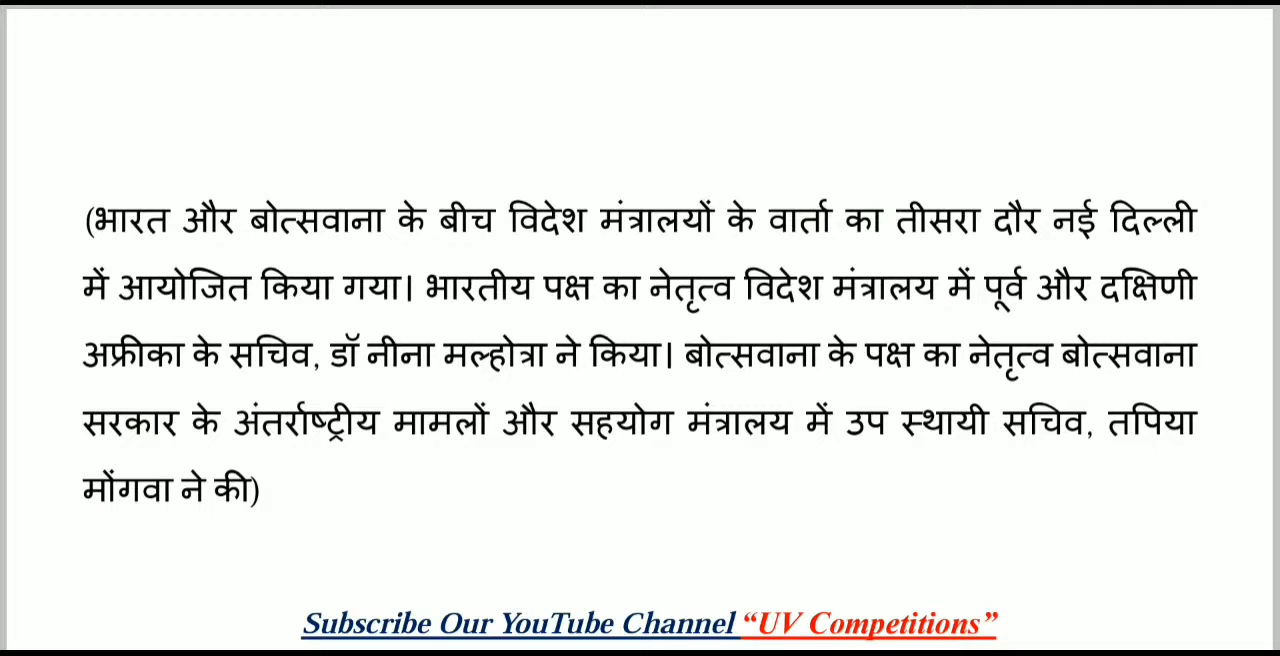 (भारत और बोत्सवाना के बीच विदेश मंत्रालयों के वार्ता का तीसरा दौर नई दिल्ली
में आयोजित किया गया। भारतीय पक्ष का नेतृत्व विदेश मंत्रालय में पूर्व और दक्षिणी
अफ्रीका के सचिव, डॉ नीना मल्होत्रा ने किया। बोत्सवाना के पक्ष का नेतृत्व बोत्सवाना
सरकार के अंतर्राष्ट्रीय मामलों और सहयोग मंत्रालय में उप स्थायी सचिव, तपिया
मोंगवा ने की)
Subscribe Our YouTube Channel “UV Competitions”